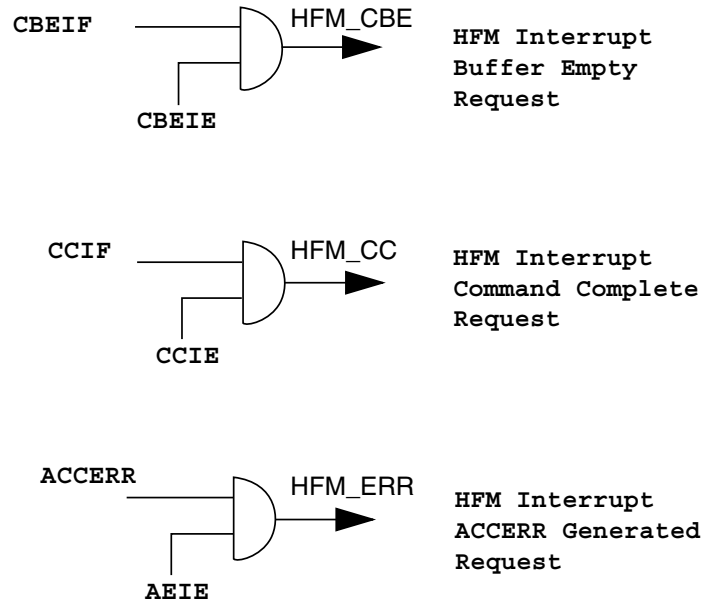 CBEIF
HFM_CBE
HFM Interrupt
Buffer Empty
Request
CBEIE
CCIF
HFM_CC
HFM Interrupt
Command Complete
Request
CCIE
ACCERR
HFM_ERR
HFM Interrupt
ACCERR Generated
Request
AEIE